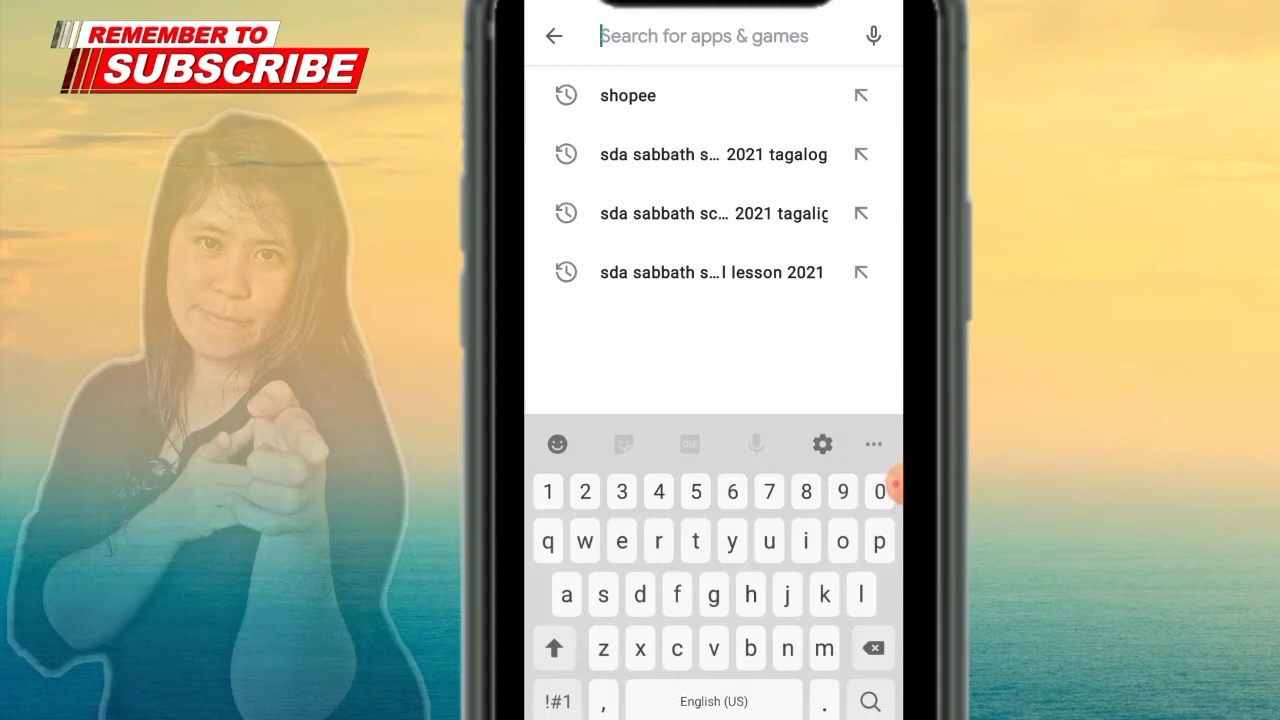 REMEMBER TO
SUBSCRIBE
Search for apps & games
shopee
sda sabbath s… 2021 tagalog
sda sabbath sc… 2021 tagalig
sda sabbath s…l lesson 2021
GIF
1 2 3 4 5 6 7 8 9 0
q w e r t y u i o p
a s d f g h j k l
z x c v b n m
!#1 , English (US) .